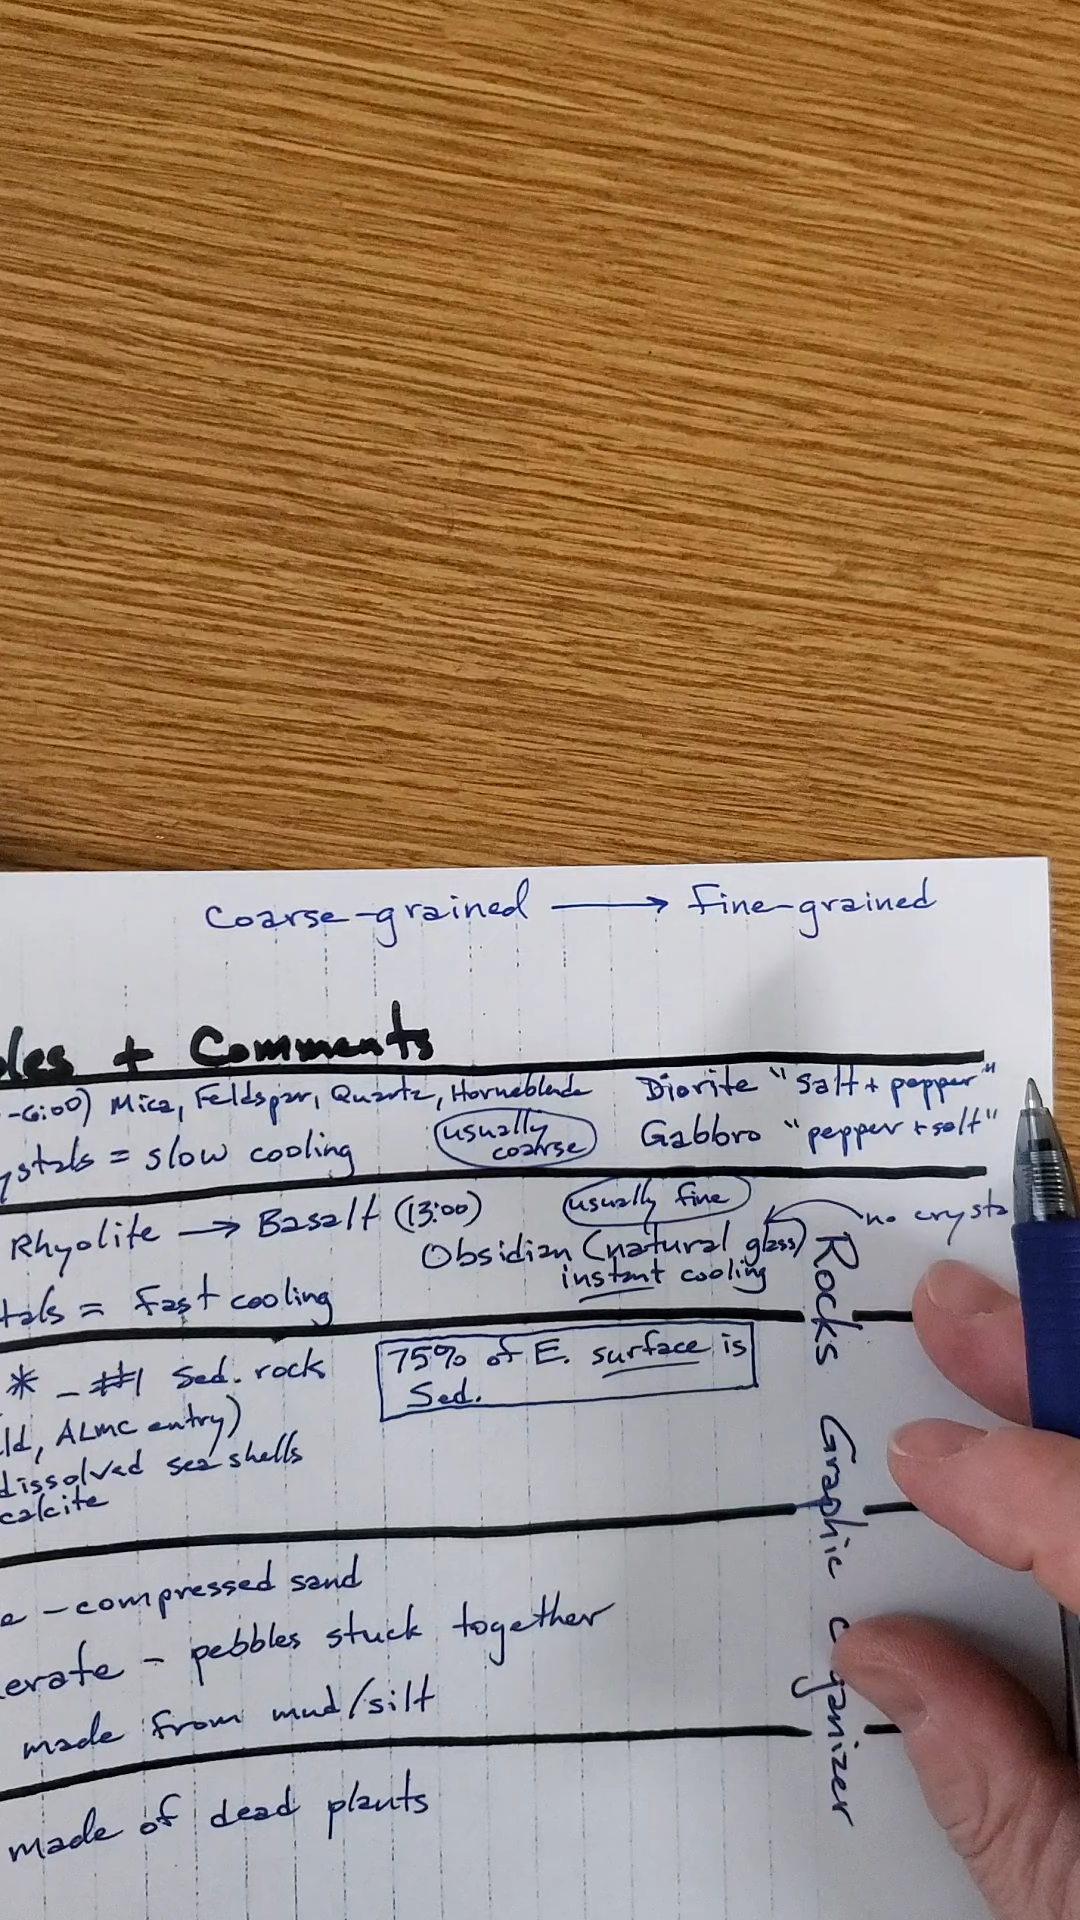 Coarse-grained → Fine-grained
les + Comments
-6:00) Mica, Feldspar, Quartz, Horneblende
Diorite "Salt + pepper"
ystals = slow cooling
usually
coarse
Gabbro "pepper + salt"
Rhyolite → Basalt (13:00)
usually fine
no crysta
Obsidian (natural glass)
instant cooling
tals = Fast cooling
* - #1 Sed. rock
75% of E. surface is
Sed.
ld, ALMC entry)
dissolved sea shells
calcite
e - compressed sand
erate - pebbles stuck together
made from mud/silt
made of dead plants
Rocks Graphic ganizer